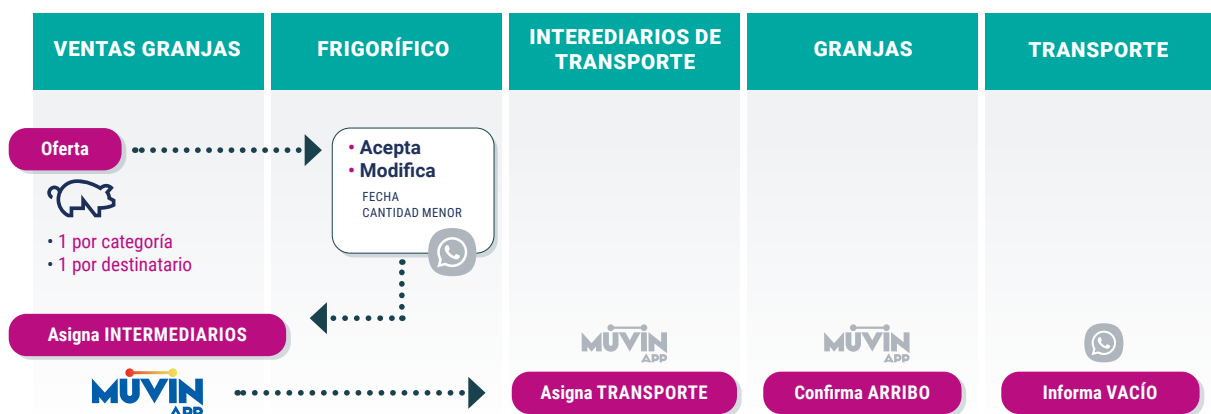 VENTAS GRANJAS
FRIGORÍFICO
INTEREDIARIOS DE
TRANSPORTE
GRANJAS
TRANSPORTE
Oferta
• Acepta
• Modifica
FECHA
CANTIDAD MENOR
• 1 por categoría
• 1 por destinatario
Asigna INTERMEDIARIOS
MUVIN
APP
MUVIN
APP
MUVIN
APP
Asigna TRANSPORTE
Confirma ARRIBO
Informa VACÍO